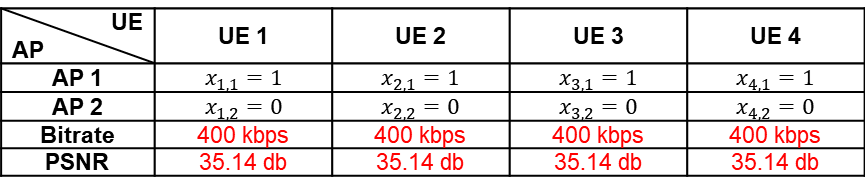 UE
AP
UE 1 UE 2 UE 3 UE 4
AP 1 x₁,₁ = 1 x₂,₁ = 1 x₃,₁ = 1 x₄,₁ = 1
AP 2 x₁,₂ = 0 x₂,₂ = 0 x₃,₂ = 0 x₄,₂ = 0
Bitrate 400 kbps 400 kbps 400 kbps 400 kbps
PSNR 35.14 db 35.14 db 35.14 db 35.14 db